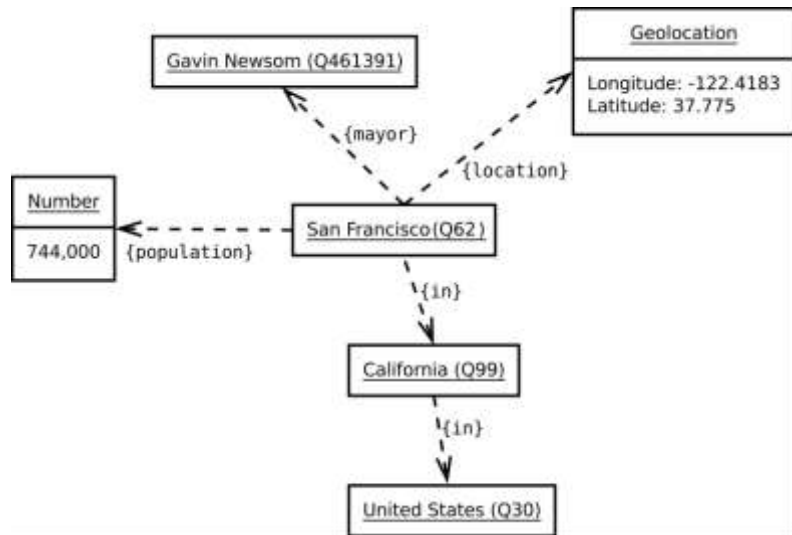 Geolocation
Gavin Newsom (Q461391)
Longitude: -122.4183
Latitude: 37.775
{mayor}
{location}
Number
San Francisco(Q62)
744,000
{population}
{in}
California (Q99)
{in}
United States (Q30)